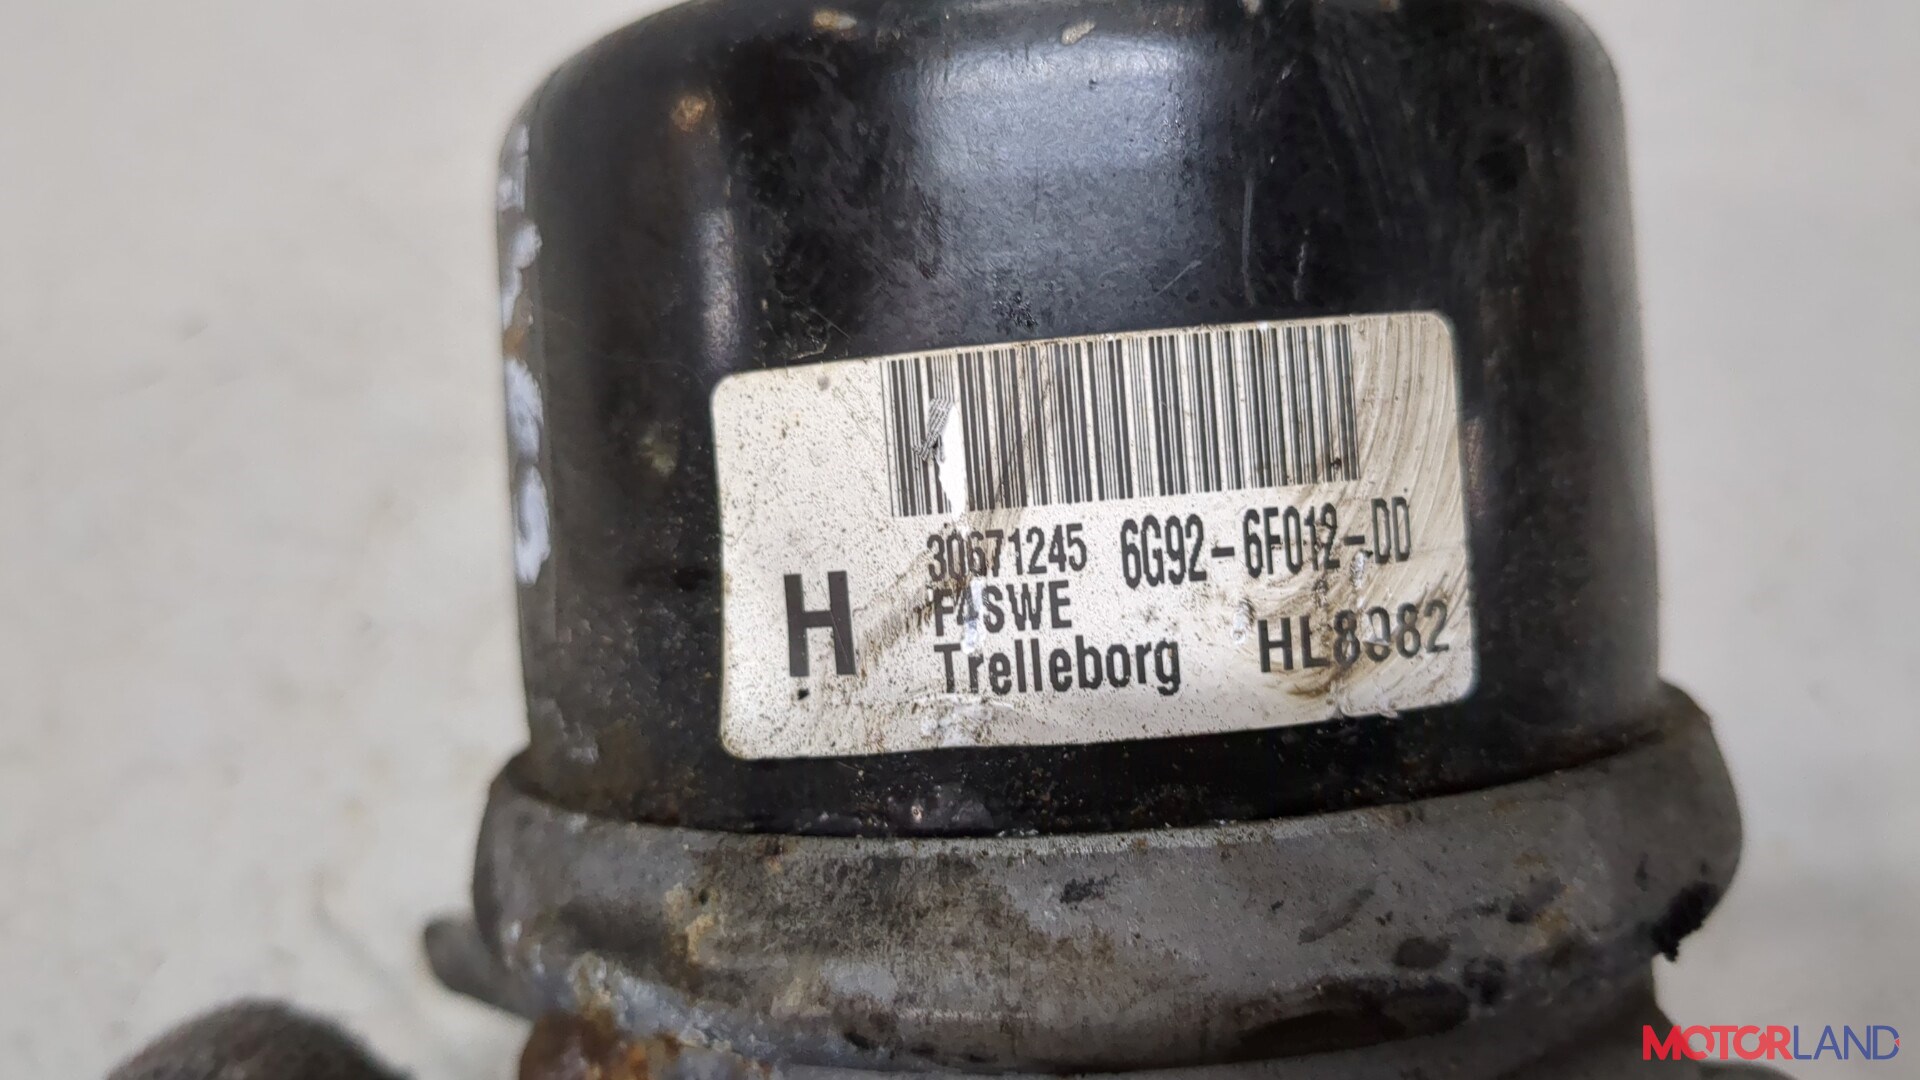 30671245 6G92-6F012-DD
H F4SWE
Trelleborg HL8082
MOTORLAND